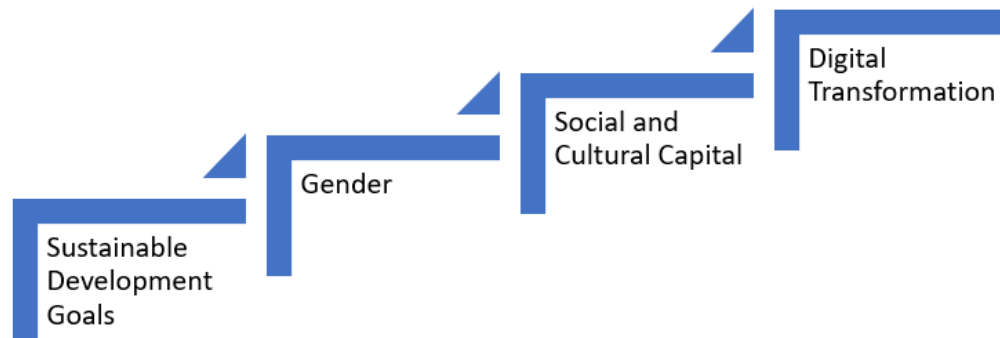 Sustainable
Development
Goals
Gender
Social and
Cultural Capital
Digital
Transformation